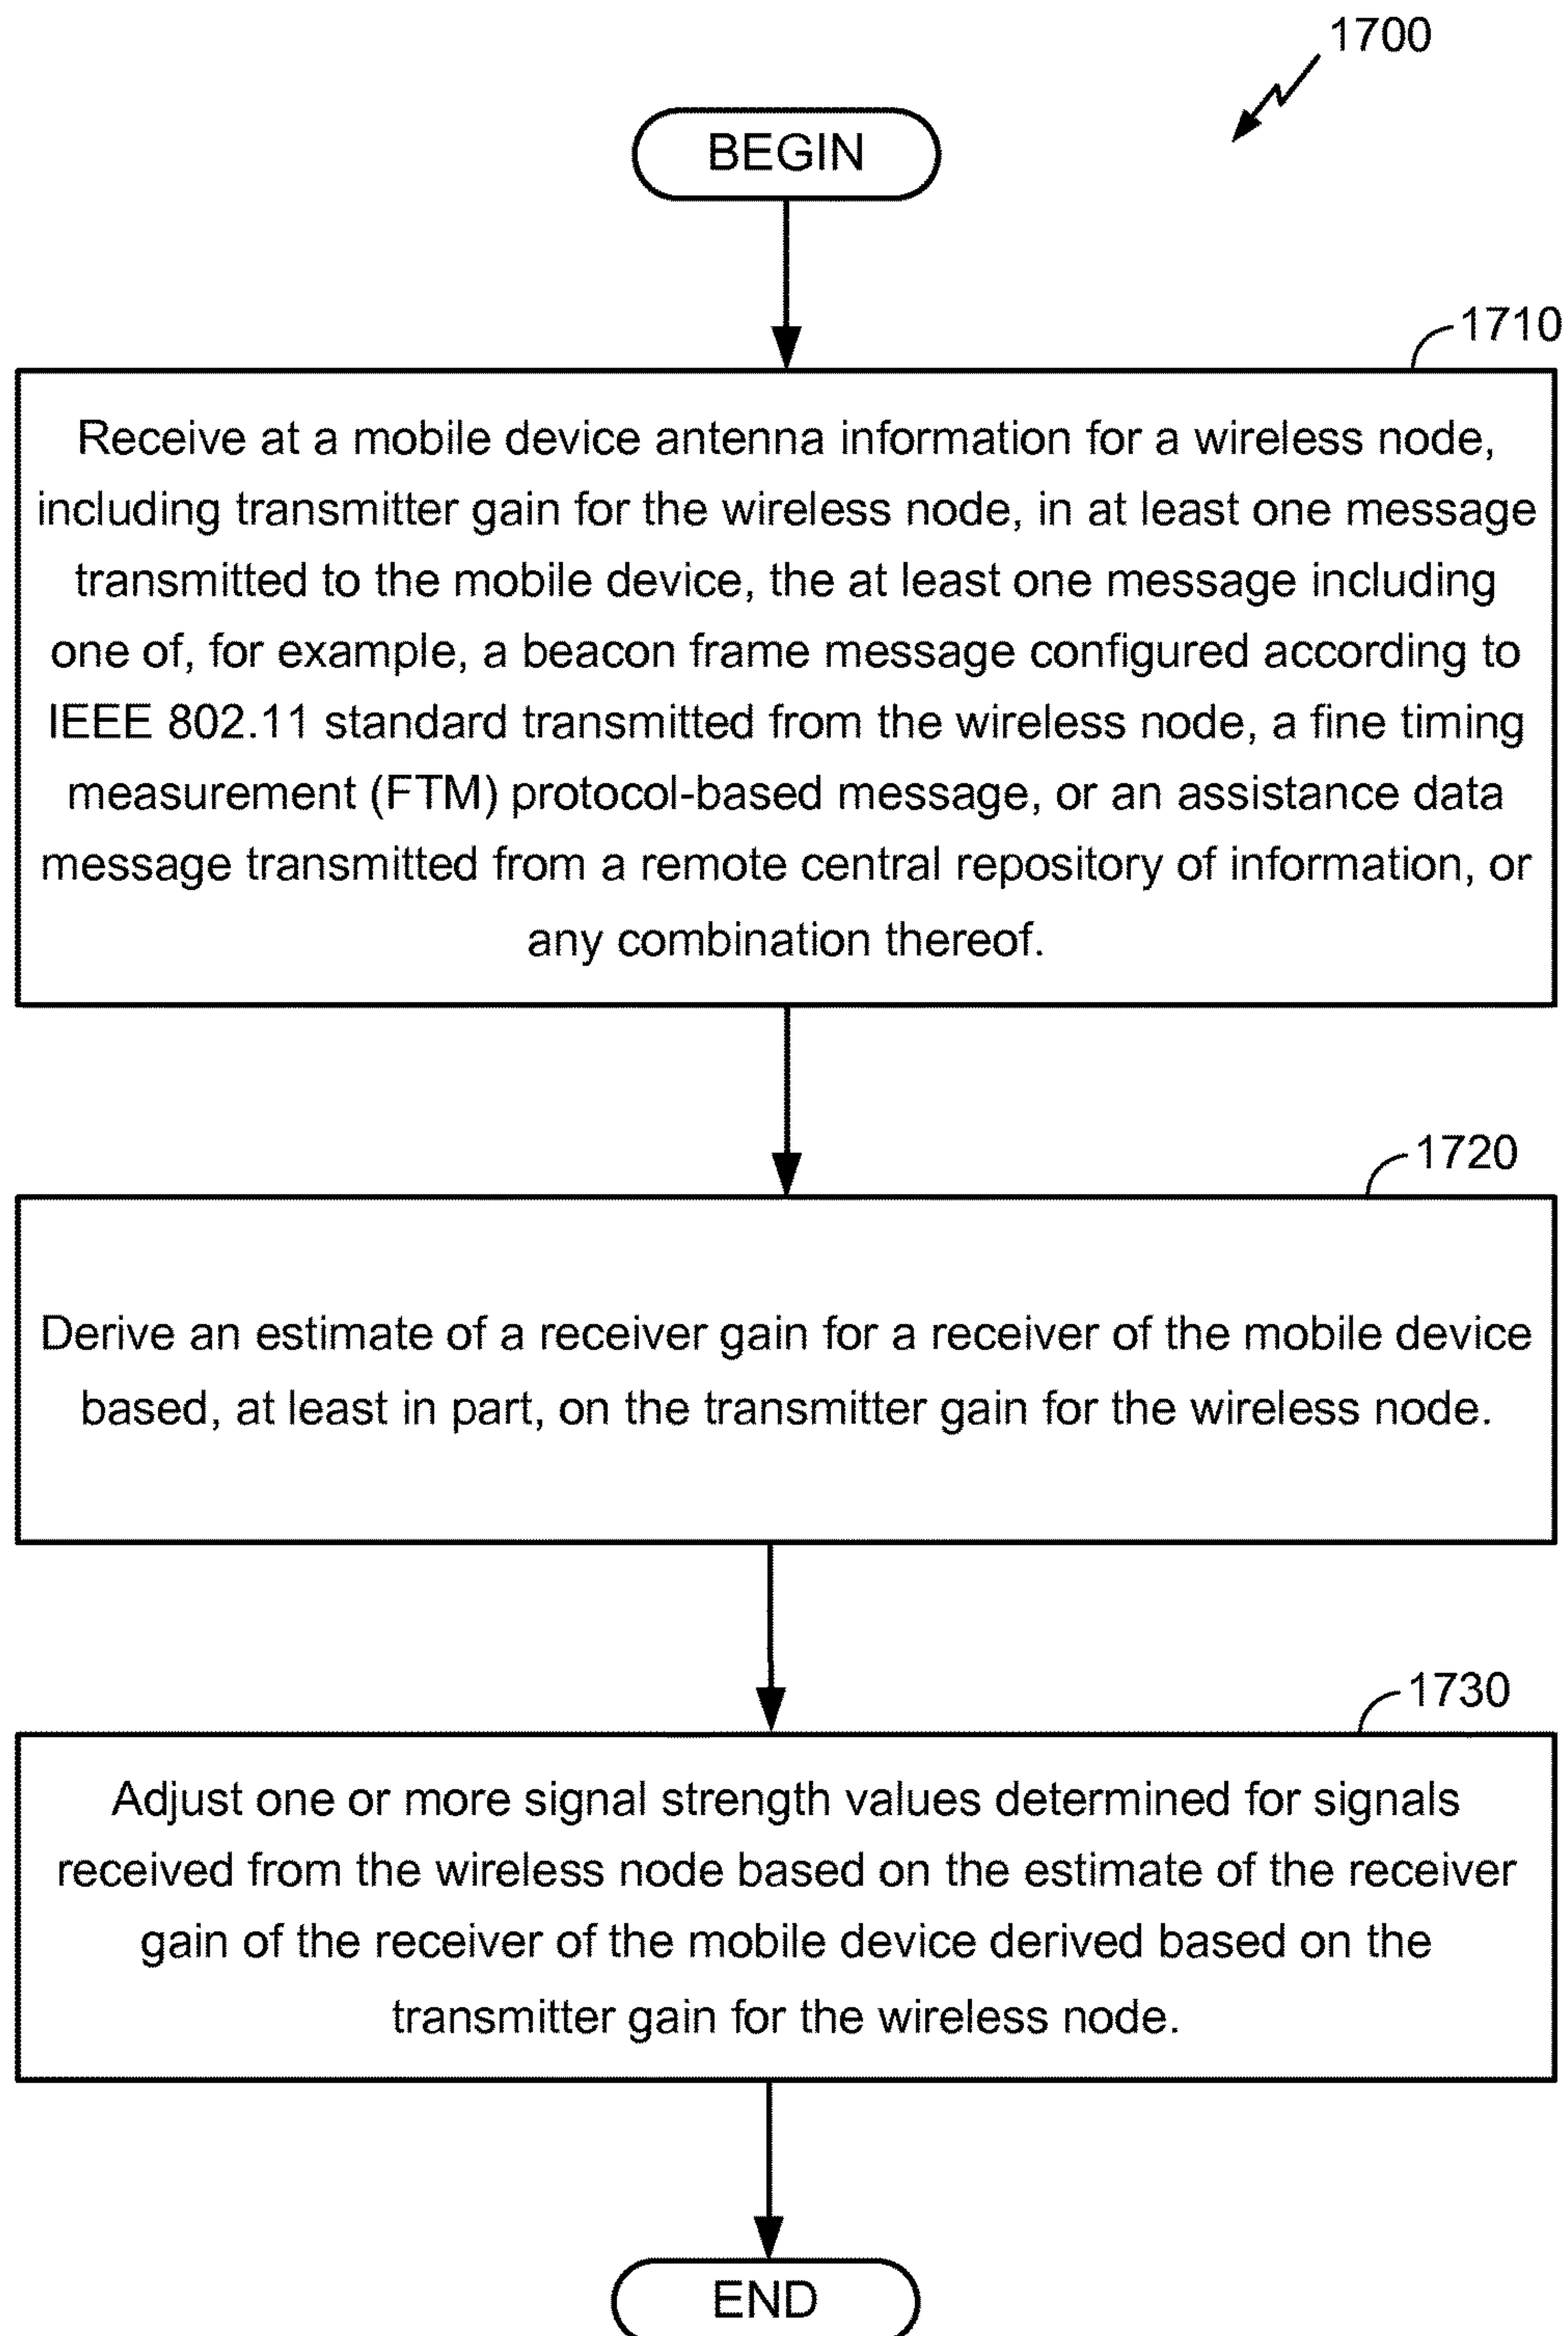 1700
BEGIN
1710
Receive at a mobile device antenna information for a wireless node,
including transmitter gain for the wireless node, in at least one message
transmitted to the mobile device, the at least one message including
one of, for example, a beacon frame message configured according to
IEEE 802.11 standard transmitted from the wireless node, a fine timing
measurement (FTM) protocol-based message, or an assistance data
message transmitted from a remote central repository of information, or
any combination thereof.
1720
Derive an estimate of a receiver gain for a receiver of the mobile device
based, at least in part, on the transmitter gain for the wireless node.
1730
Adjust one or more signal strength values determined for signals
received from the wireless node based on the estimate of the receiver
gain of the receiver of the mobile device derived based on the
transmitter gain for the wireless node.
END